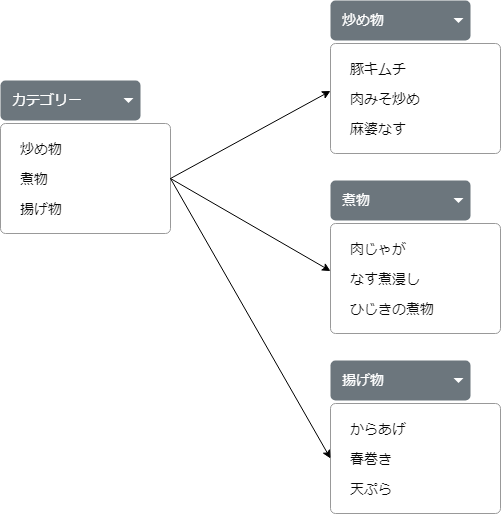 カテゴリー
炒め物
煮物
揚げ物
炒め物
豚キムチ
肉みそ炒め
麻婆なす
煮物
肉じゃが
なす煮浸し
ひじきの煮物
揚げ物
からあげ
春巻き
天ぷら